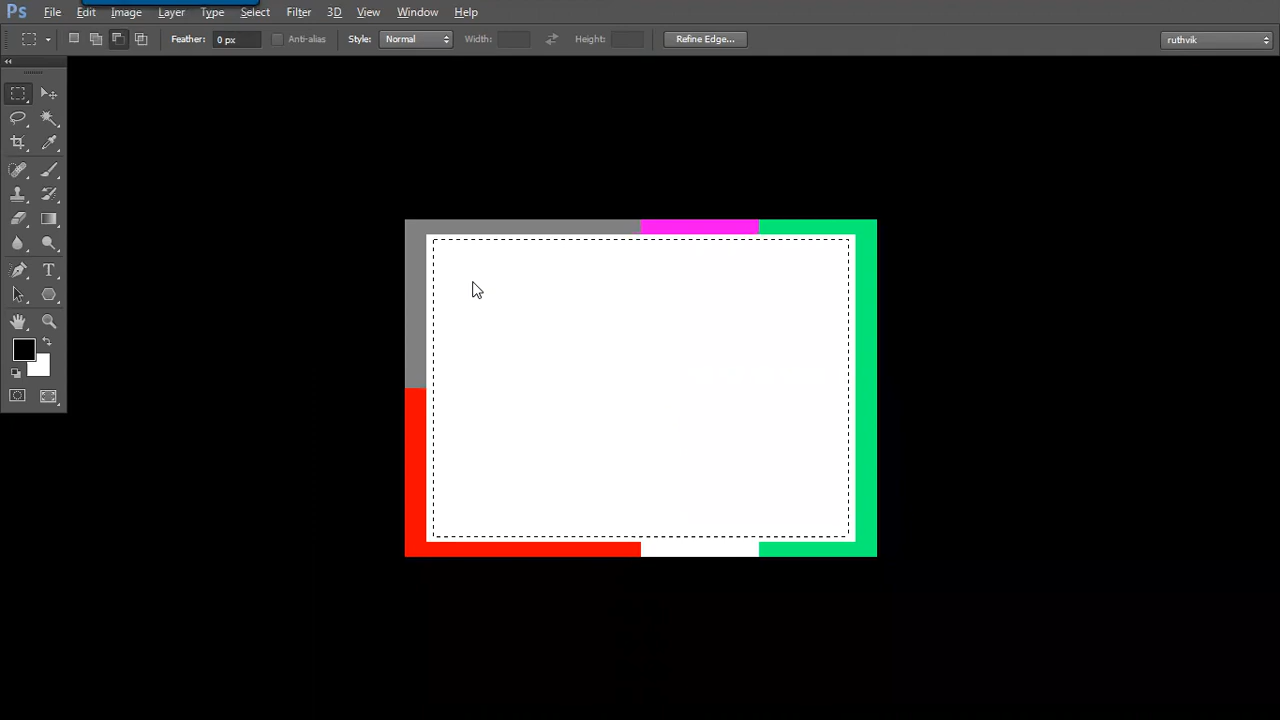 Ps File Edit Image Layer Type Select Filter 3D View Window Help
Feather: 0 px Anti-alias Style: Normal Width: Height: Refine Edge... ruthvik
T